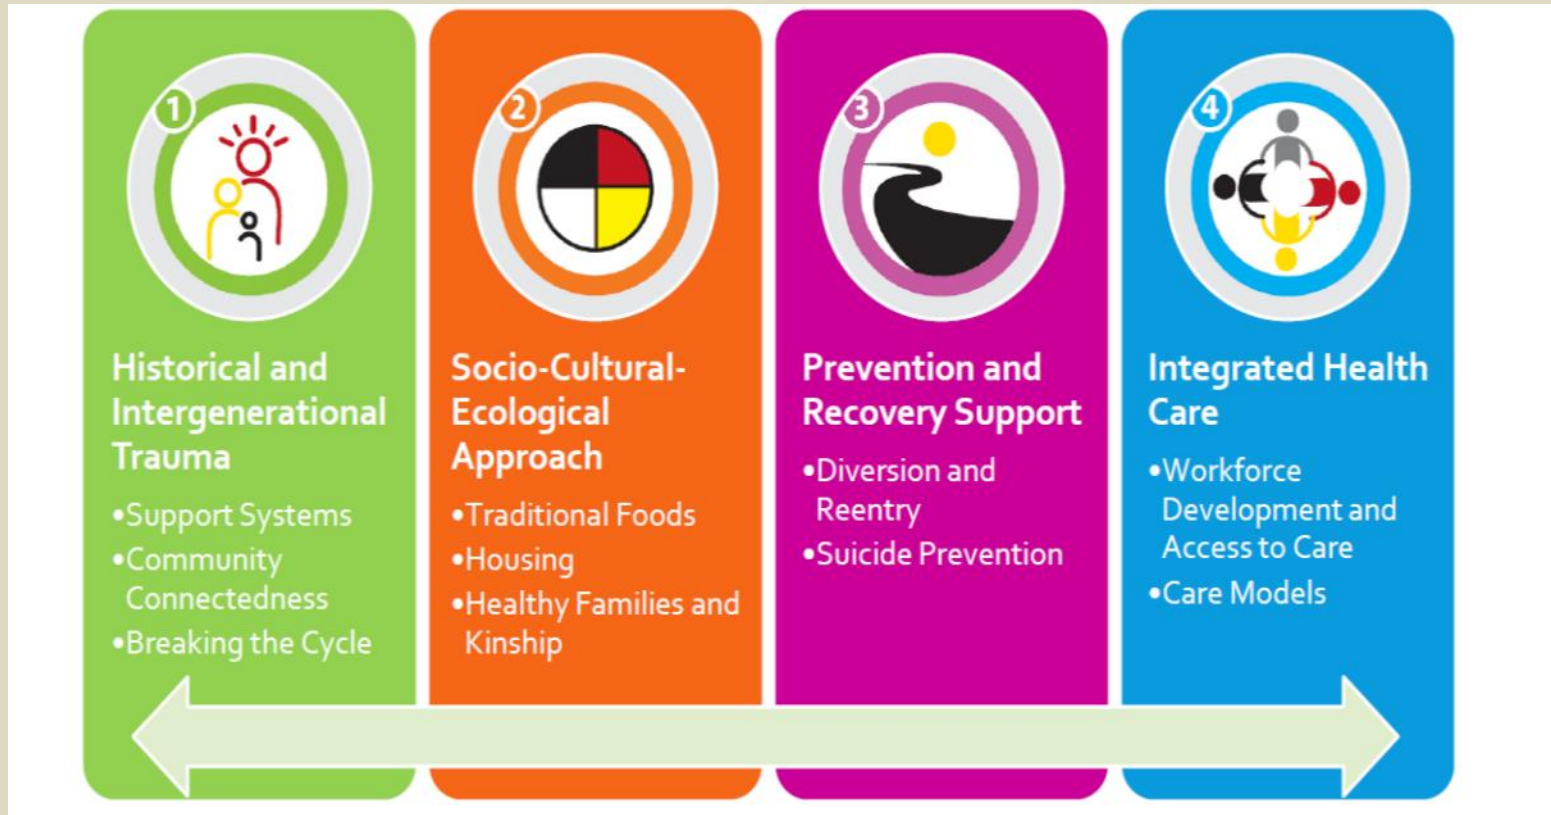 1
Historical and
Intergenerational
Trauma
•Support Systems
•Community
Connectedness
•Breaking the Cycle
2
Socio-Cultural-
Ecological
Approach
•Traditional Foods
•Housing
•Healthy Families and
Kinship
3
Prevention and
Recovery Support
•Diversion and
Reentry
•Suicide Prevention
4
Integrated Health
Care
•Workforce
Development and
Access to Care
•Care Models